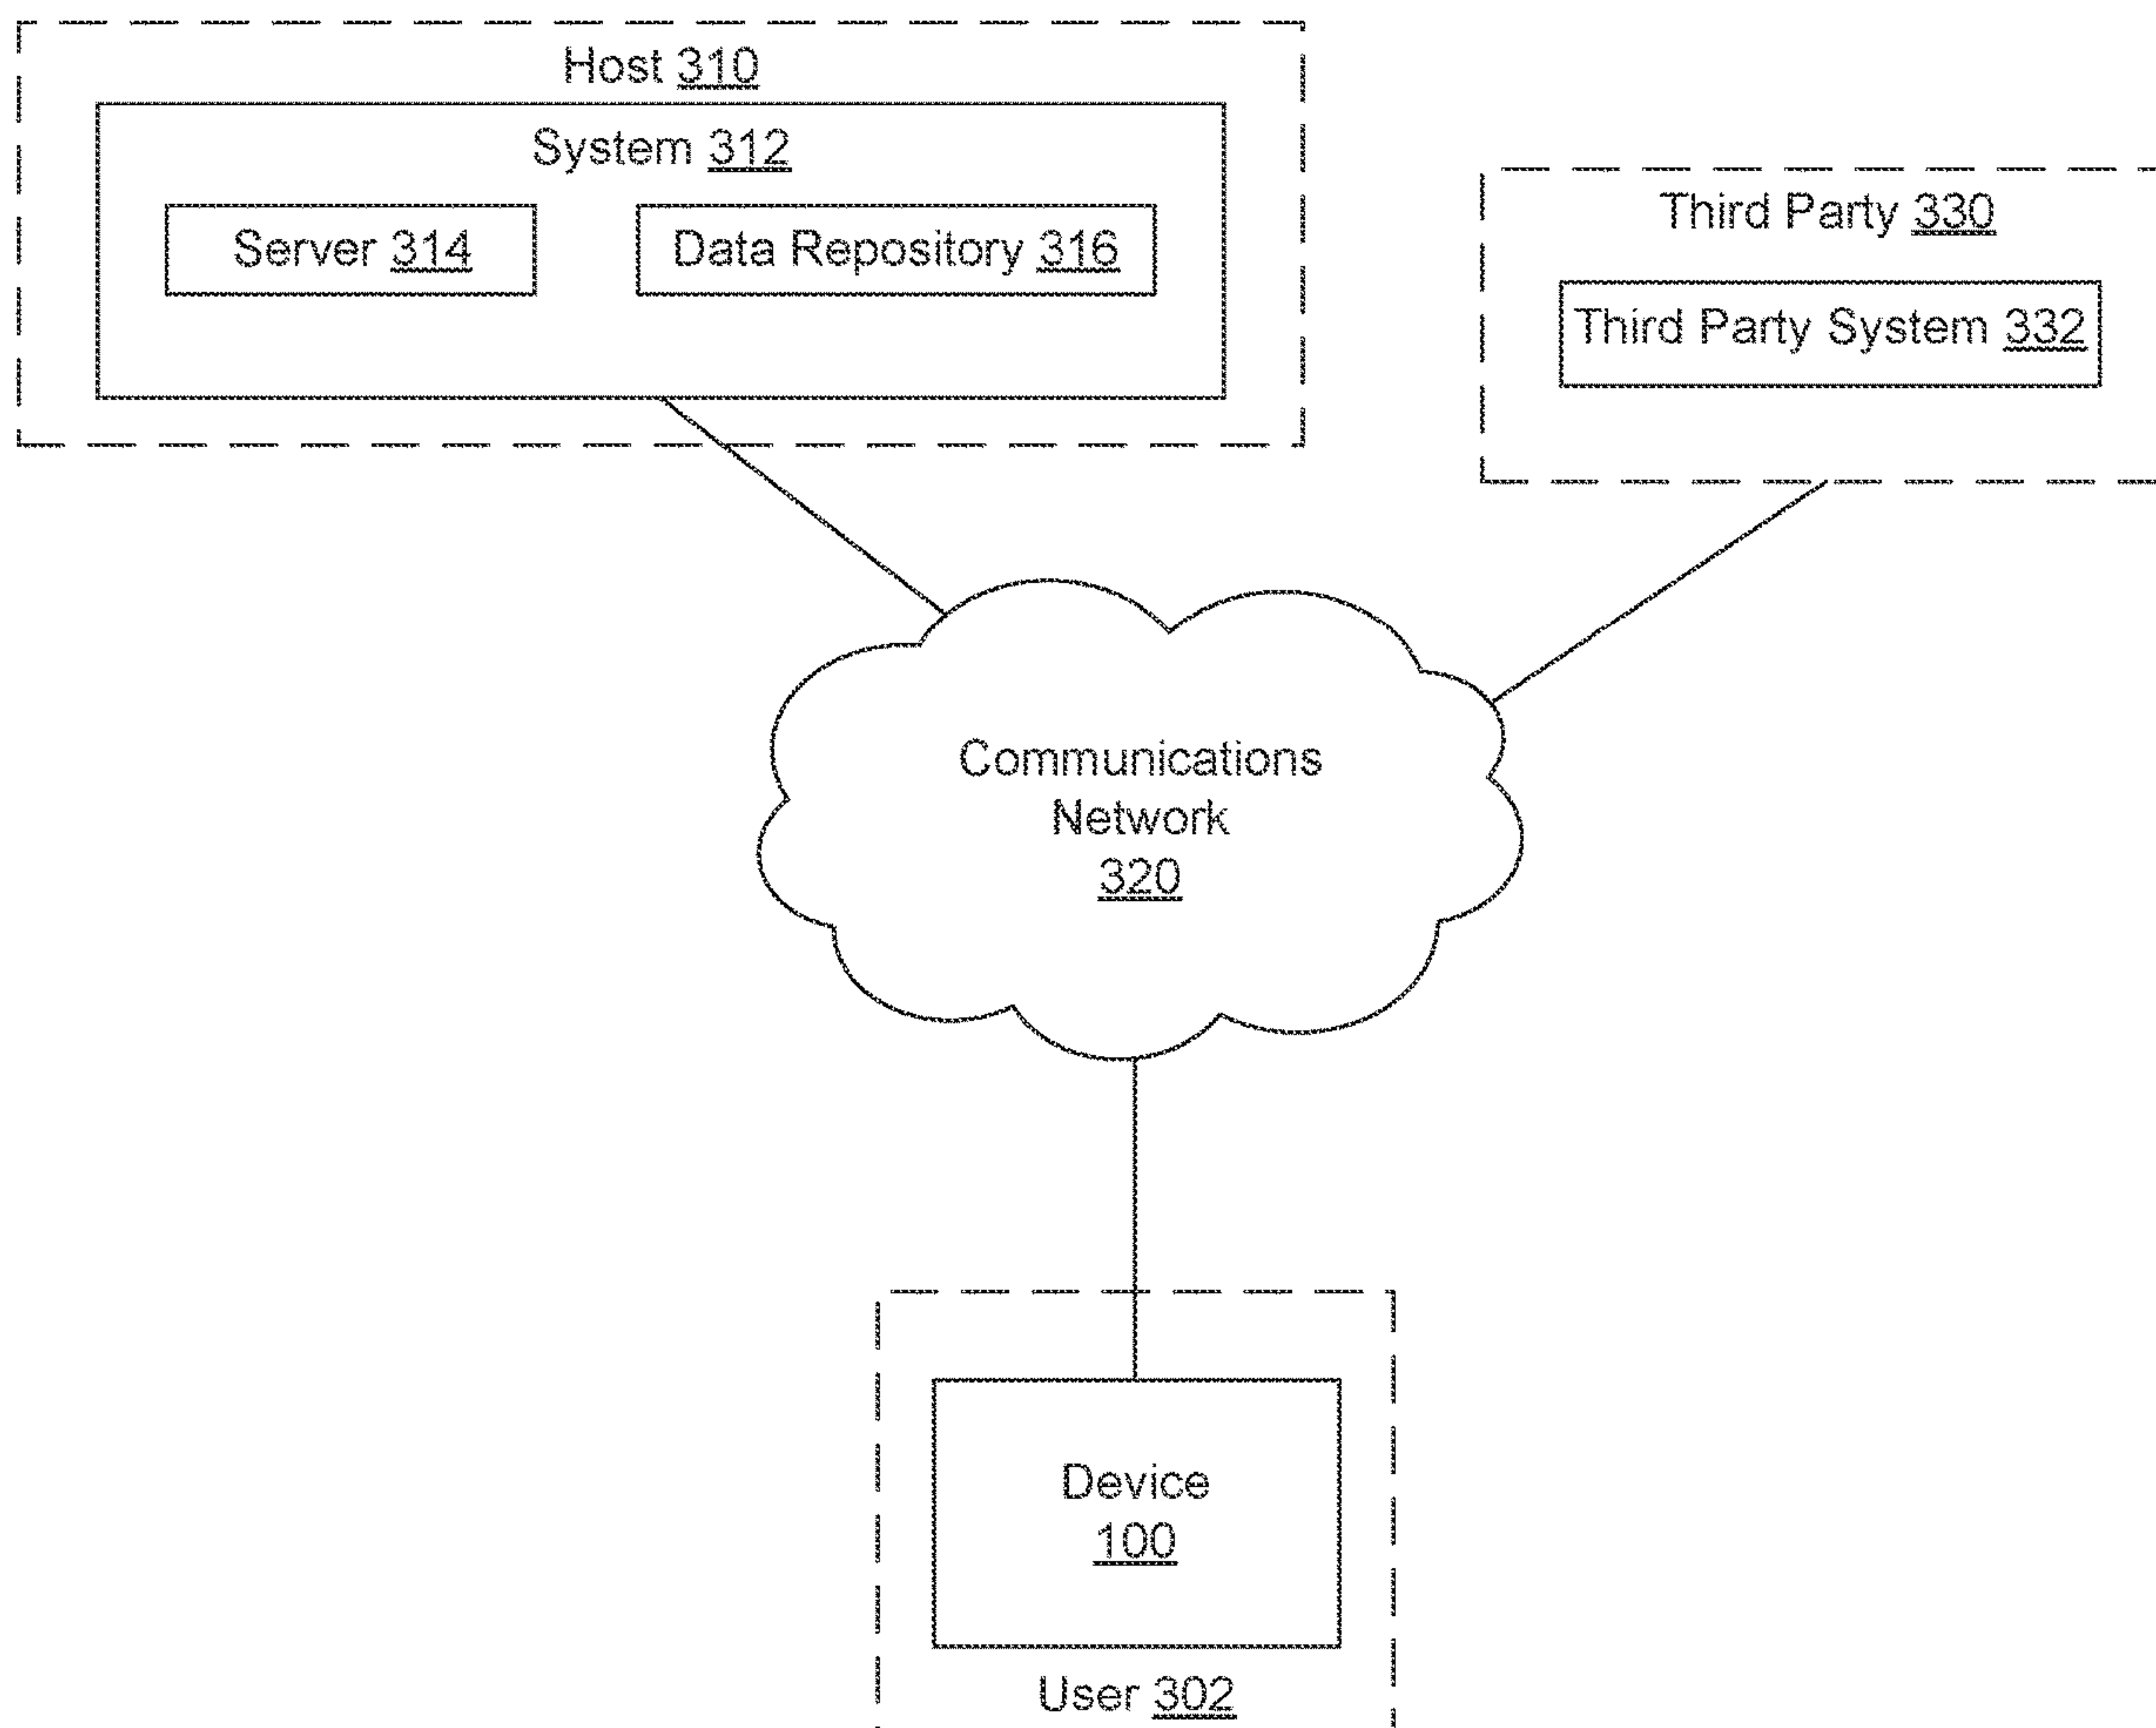 Host 310
System 312
Server 314
Data Repository 316
Third Party 330
Third Party System 332
Communications
Network
320
Device
100
User 302